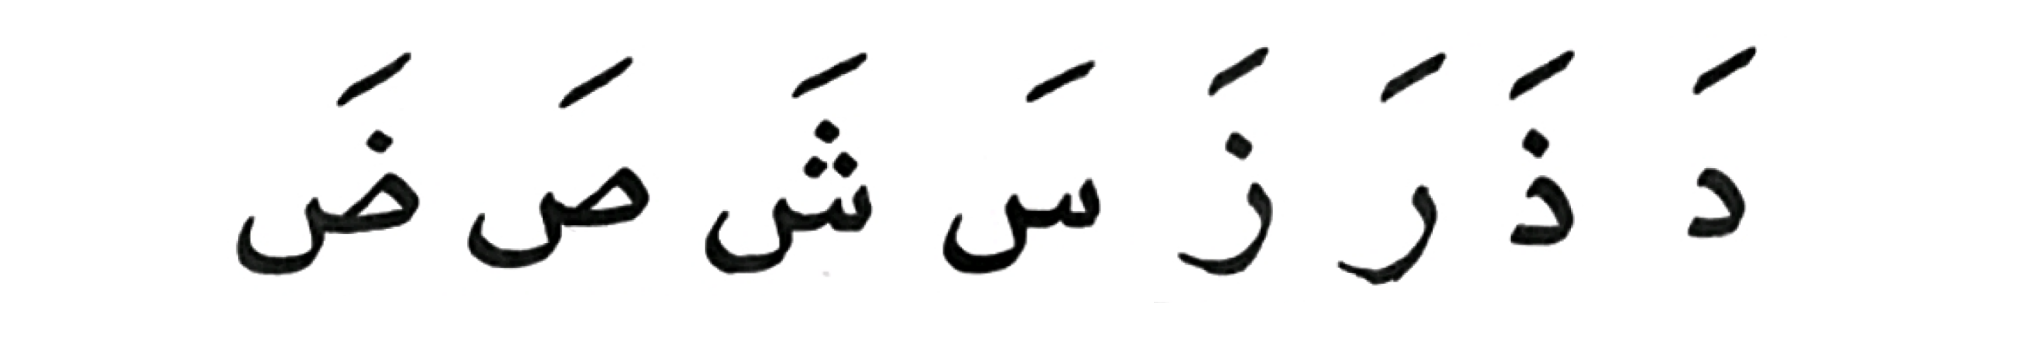 دَ ذَ رَ زَ سَ شَ صَ ضَ